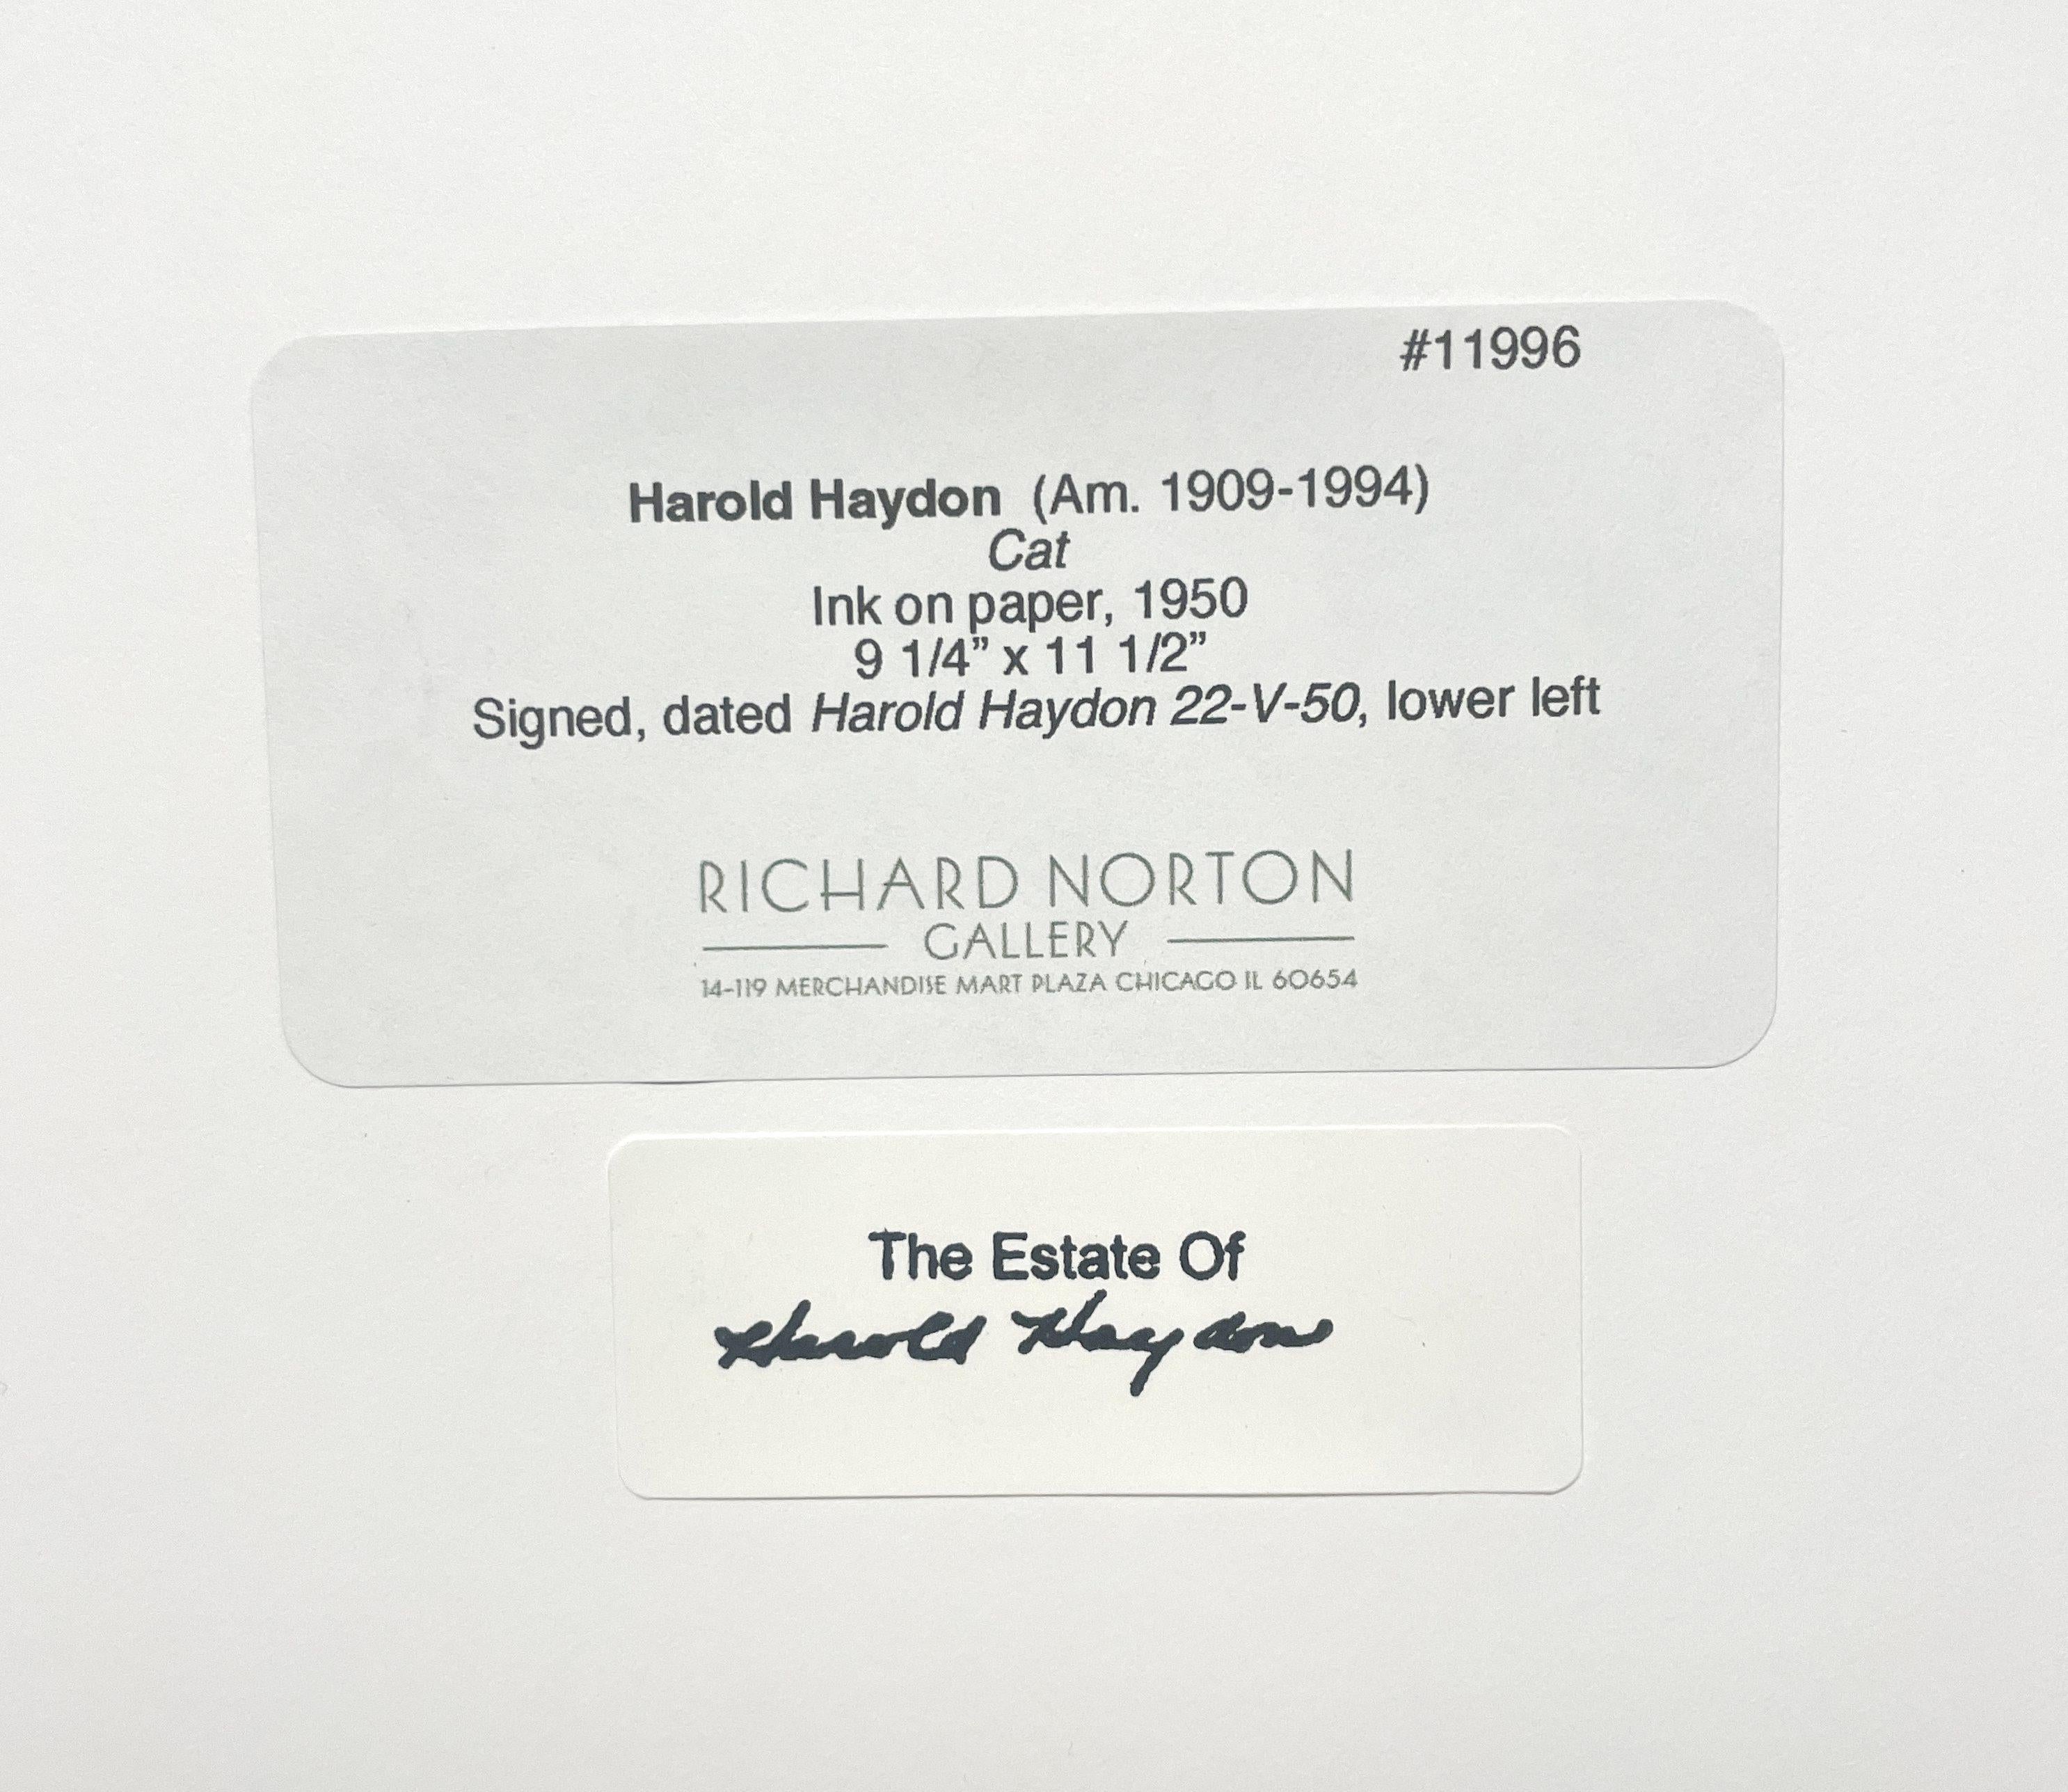 #11996
Harold Haydon (Am. 1909-1994)
Cat
Ink on paper, 1950
9 1/4” x 11 1/2”
Signed, dated Harold Haydon 22-V-50, lower left
RICHARD NORTON
GALLERY
14-119 MERCHANDISE MART PLAZA CHICAGO IL 60654
The Estate Of
Harold Haydon